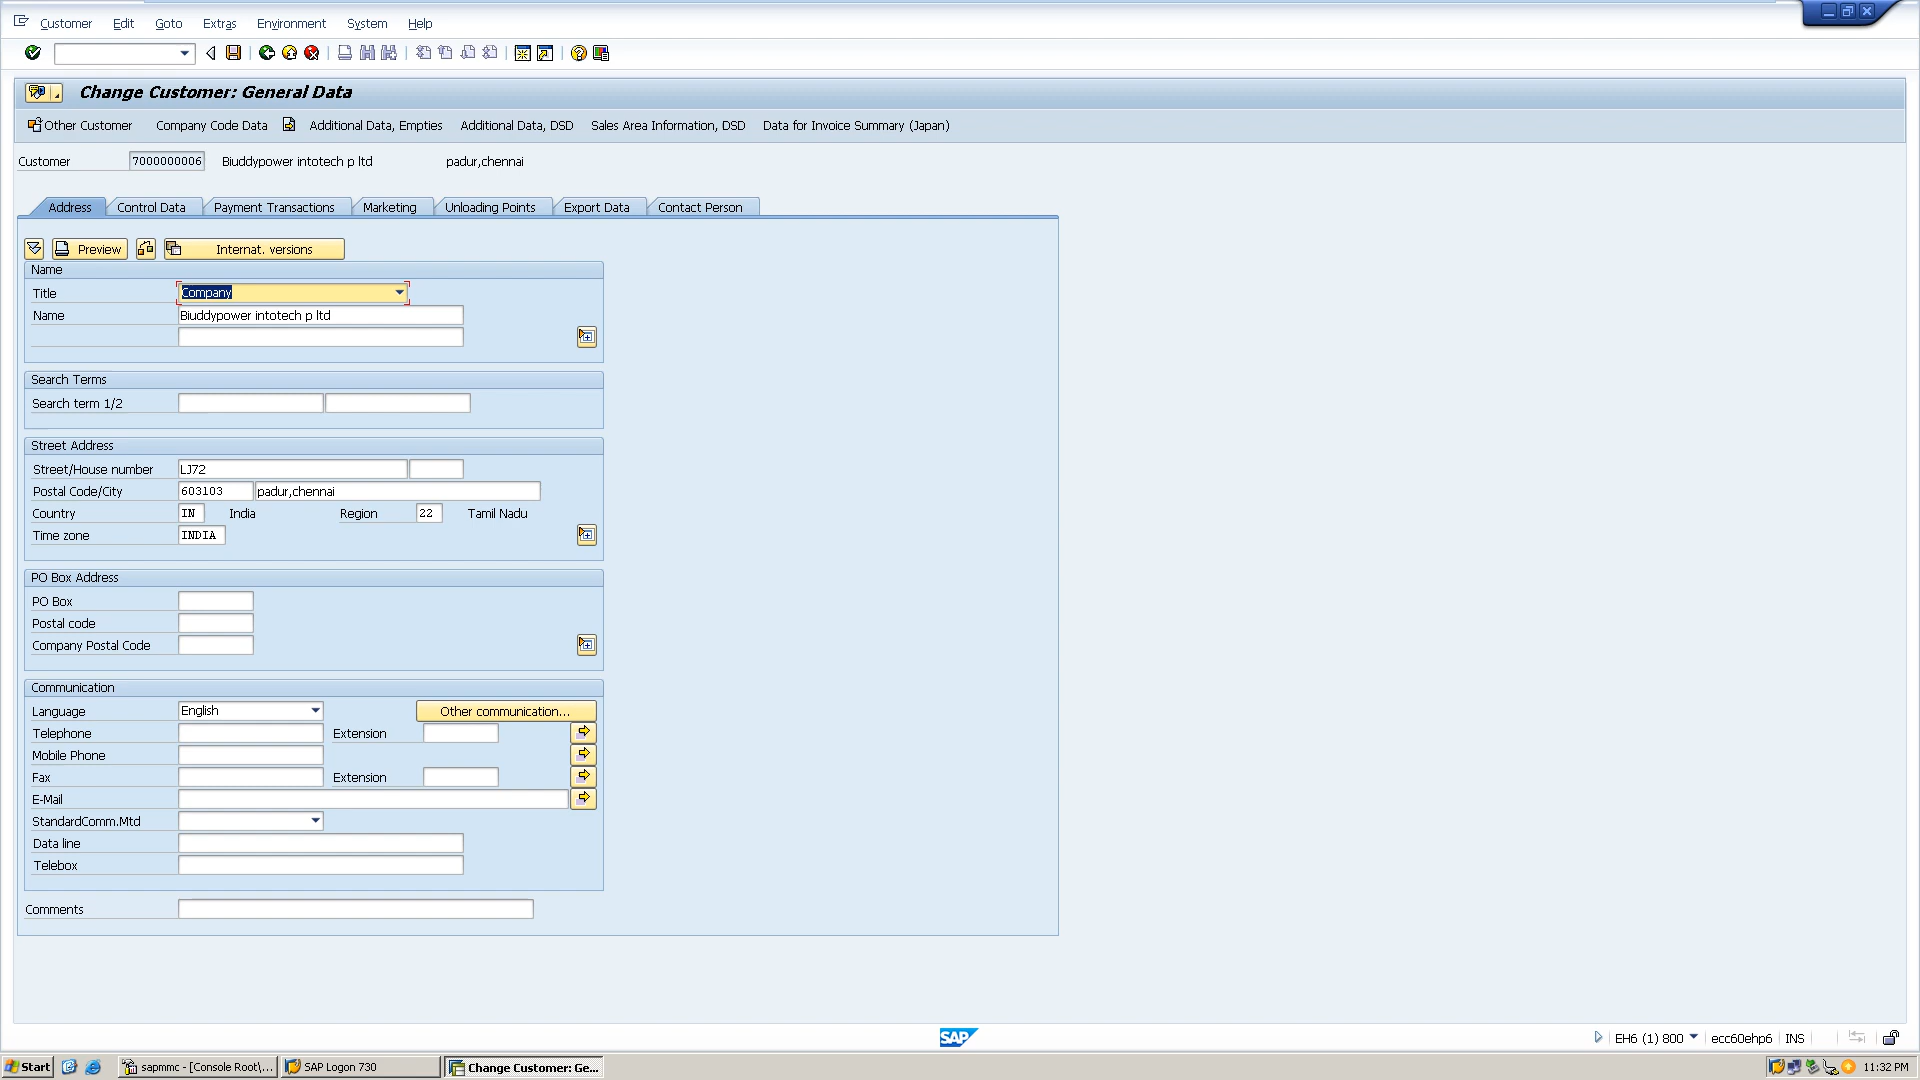 Customer Edit Goto Extras Environment System Help
Change Customer: General Data
Other Customer Company Code Data Additional Data, Empties Additional Data, DSD Sales Area Information, DSD Data for Invoice Summary (Japan)
Customer 7000000006 Biuddypower intotech p ltd padur,chennai
Address Control Data Payment Transactions Marketing Unloading Points Export Data Contact Person
Preview Internat. versions
Name
Title Company
Name Biuddypower intotech p ltd
Search Terms
Search term 1/2
Street Address
Street/House number LJ72
Postal Code/City 603103 padur,chennai
Country IN India Region 22 Tamil Nadu
Time zone INDIA
PO Box Address
PO Box
Postal code
Company Postal Code
Communication
Language English Other communication...
Telephone Extension
Mobile Phone
Fax Extension
E-Mail
StandardComm.Mtd
Data line
Telebox
Comments
SAP EH6 (1) 800 ecc60ehp6 INS
Start sapmmc - [Console Root\... SAP Logon 730 Change Customer: Ge... 11:32 PM